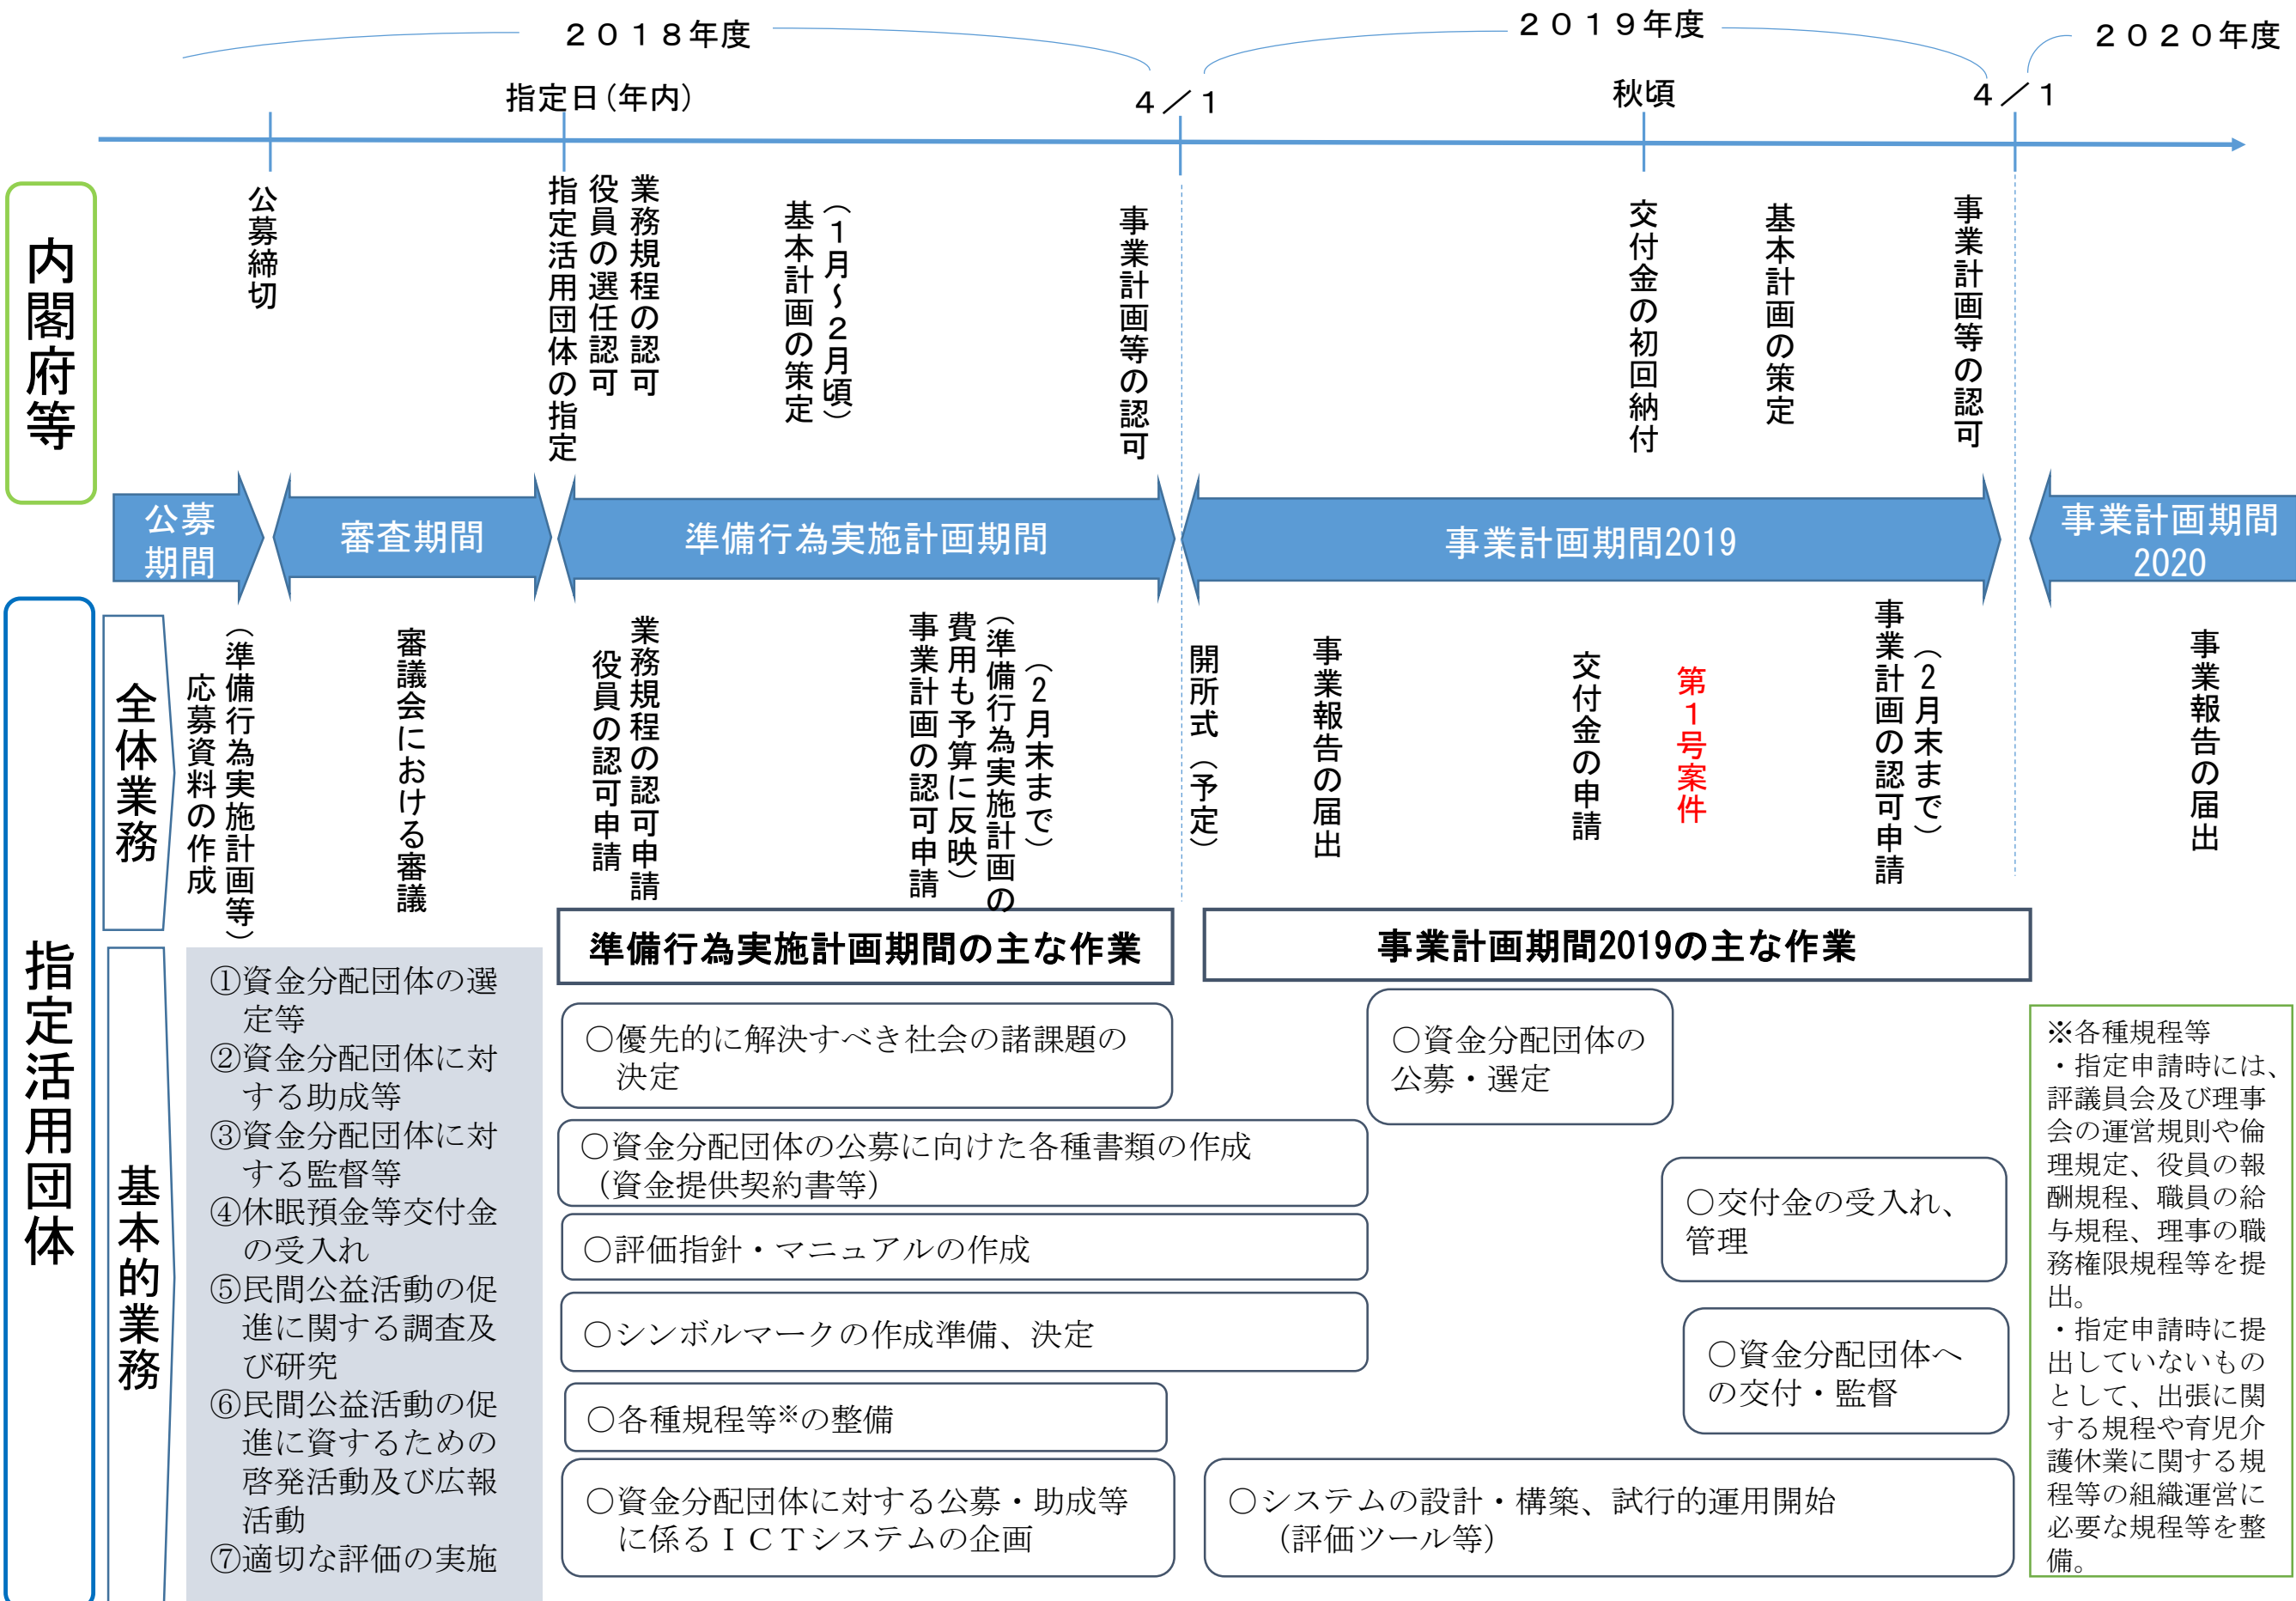 ２０１８年度
２０１９年度
２０２０年度
指定日（年内）
４／１
秋頃
４／１
内閣府等
公募締切
指定活用団体の指定
役員の選任認可
業務規程の認可
基本計画の策定
（１月～２月頃）
事業計画等の認可
交付金の初回納付
基本計画の策定
事業計画等の認可
公募
期間
審査期間
準備行為実施計画期間
事業計画期間2019
事業計画期間
2020
指定活用団体
全体業務
応募資料の作成
（準備行為実施計画等）
審議会における審議
役員の認可申請
業務規程の認可申請
事業計画の認可申請
費用も予算に反映）
（準備行為実施計画の
（２月末まで）
開所式（予定）
事業報告の届出
交付金の申請
第１号案件
事業計画の認可申請
（２月末まで）
事業報告の届出
基本的業務
①資金分配団体の選
定等
②資金分配団体に対
する助成等
③資金分配団体に対
する監督等
④休眠預金等交付金
の受入れ
⑤民間公益活動の促
進に関する調査及
び研究
⑥民間公益活動の促
進に資するための
啓発活動及び広報
活動
⑦適切な評価の実施
準備行為実施計画期間の主な作業
〇優先的に解決すべき社会の諸課題の
決定
〇資金分配団体の公募に向けた各種書類の作成
（資金提供契約書等）
〇評価指針・マニュアルの作成
〇シンボルマークの作成準備、決定
〇各種規程等※の整備
〇資金分配団体に対する公募・助成等
に係るＩＣＴシステムの企画
事業計画期間2019の主な作業
〇資金分配団体の
公募・選定
〇交付金の受入れ、
管理
〇資金分配団体へ
の交付・監督
〇システムの設計・構築、試行的運用開始
（評価ツール等）
※各種規程等
・指定申請時には、
評議員会及び理事
会の運営規則や倫
理規定、役員の報
酬規程、職員の給
与規程、理事の職
務権限規程等を提
出。
・指定申請時に提
出していないもの
として、出張に関
する規程や育児介
護休業に関する規
程等の組織運営に
必要な規程等を整
備。